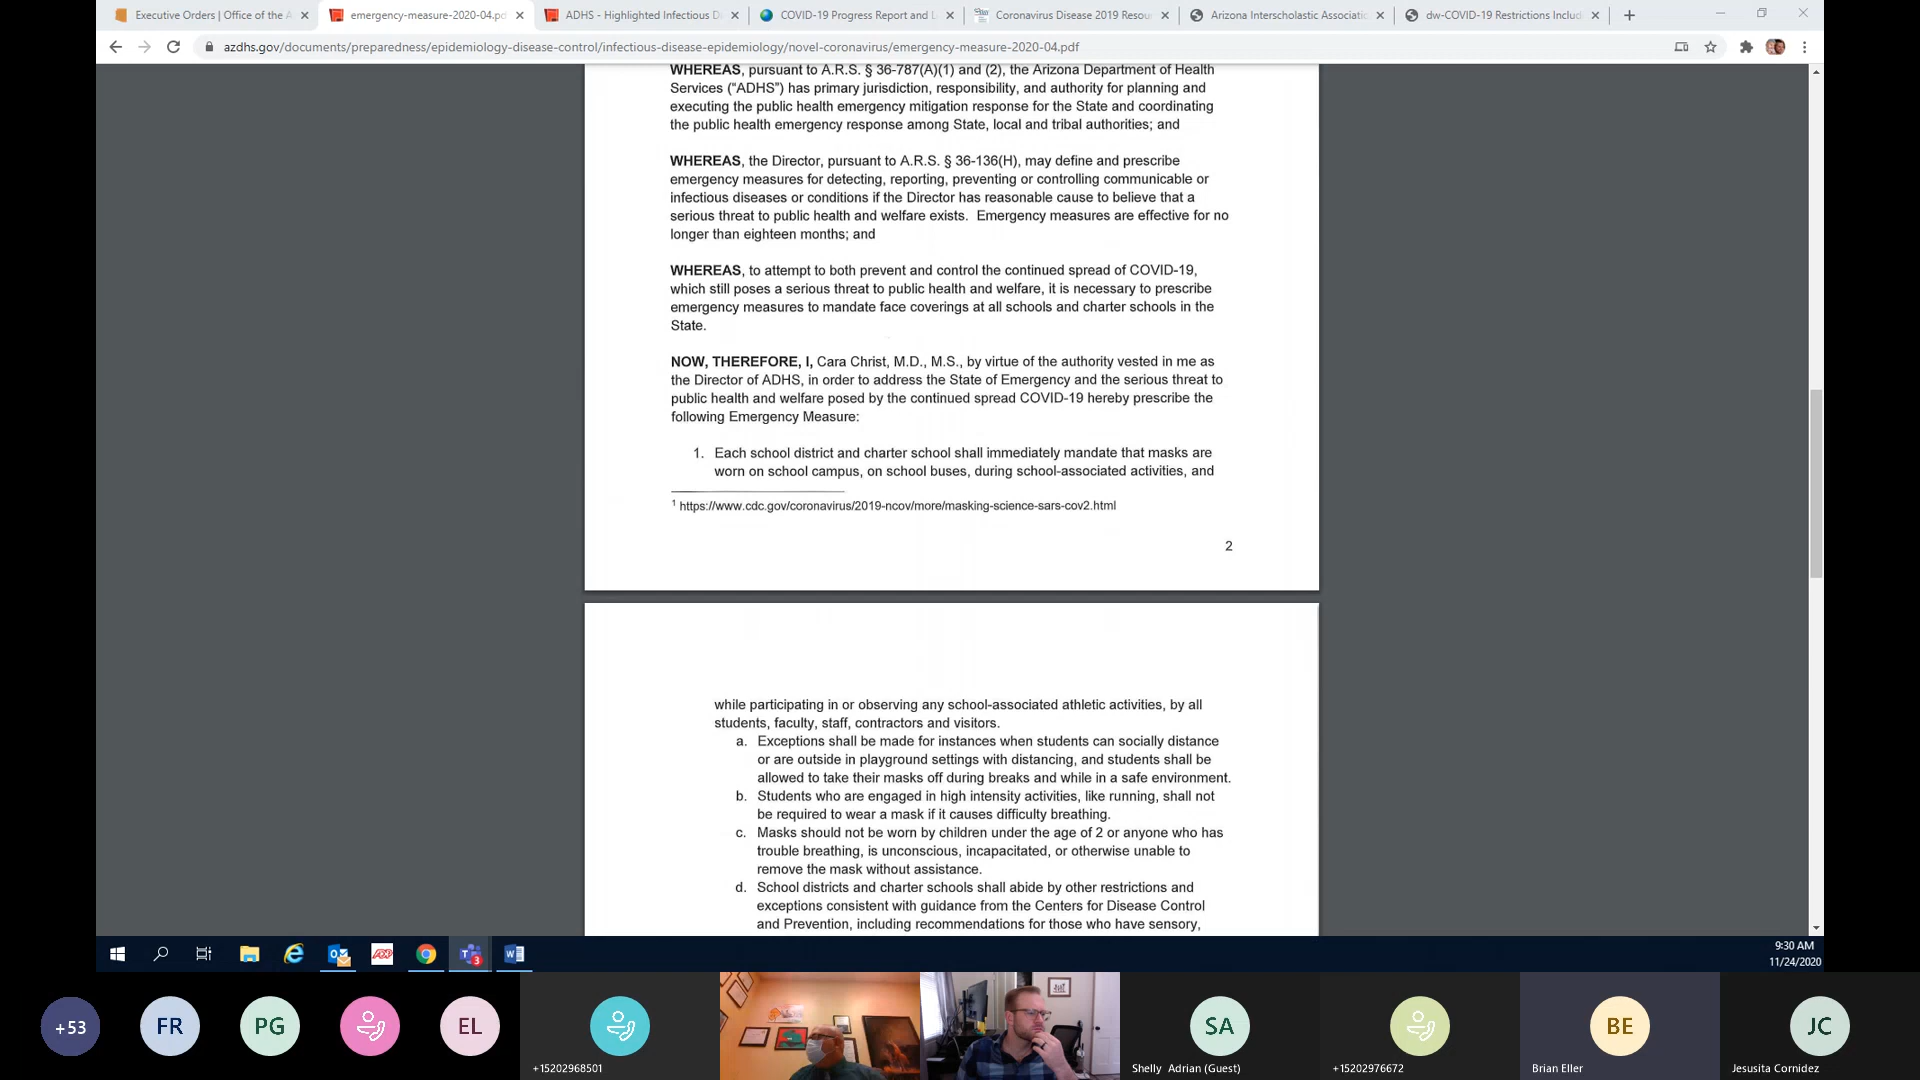 Executive Orders | Office of the A
emergency-measure-2020-04.pd
ADHS - Highlighted Infectious D
COVID-19 Progress Report and L
Coronavirus Disease 2019 Resou
Arizona Interscholastic Associati
dw-COVID-19 Restrictions Includ
azdhs.gov/documents/preparedness/epidemiology-disease-control/infectious-disease-epidemiology/novel-coronavirus/emergency-measure-2020-04.pdf
WHEREAS, pursuant to A.R.S. § 36-787(A)(1) and (2), the Arizona Department of Health
Services (“ADHS”) has primary jurisdiction, responsibility, and authority for planning and
executing the public health emergency mitigation response for the State and coordinating
the public health emergency response among State, local and tribal authorities; and
WHEREAS, the Director, pursuant to A.R.S. § 36-136(H), may define and prescribe
emergency measures for detecting, reporting, preventing or controlling communicable or
infectious diseases or conditions if the Director has reasonable cause to believe that a
serious threat to public health and welfare exists. Emergency measures are effective for no
longer than eighteen months; and
WHEREAS, to attempt to both prevent and control the continued spread of COVID-19,
which still poses a serious threat to public health and welfare, it is necessary to prescribe
emergency measures to mandate face coverings at all schools and charter schools in the
State.
NOW, THEREFORE, I, Cara Christ, M.D., M.S., by virtue of the authority vested in me as
the Director of ADHS, in order to address the State of Emergency and the serious threat to
public health and welfare posed by the continued spread COVID-19 hereby prescribe the
following Emergency Measure:
1. Each school district and charter school shall immediately mandate that masks are
worn on school campus, on school buses, during school-associated activities, and
1 https://www.cdc.gov/coronavirus/2019-ncov/more/masking-science-sars-cov2.html
2
while participating in or observing any school-associated athletic activities, by all
students, faculty, staff, contractors and visitors.
a. Exceptions shall be made for instances when students can socially distance
or are outside in playground settings with distancing, and students shall be
allowed to take their masks off during breaks and while in a safe environment.
b. Students who are engaged in high intensity activities, like running, shall not
be required to wear a mask if it causes difficulty breathing.
c. Masks should not be worn by children under the age of 2 or anyone who has
trouble breathing, is unconscious, incapacitated, or otherwise unable to
remove the mask without assistance.
d. School districts and charter schools shall abide by other restrictions and
exceptions consistent with guidance from the Centers for Disease Control
and Prevention, including recommendations for those who have sensory,
ADP
3
9:30 AM
11/24/2020
+53
FR
PG
EL
+15202968501
SA
Shelly Adrian (Guest)
+15202976672
BE
Brian Eller
JC
Jesusita Cornidez